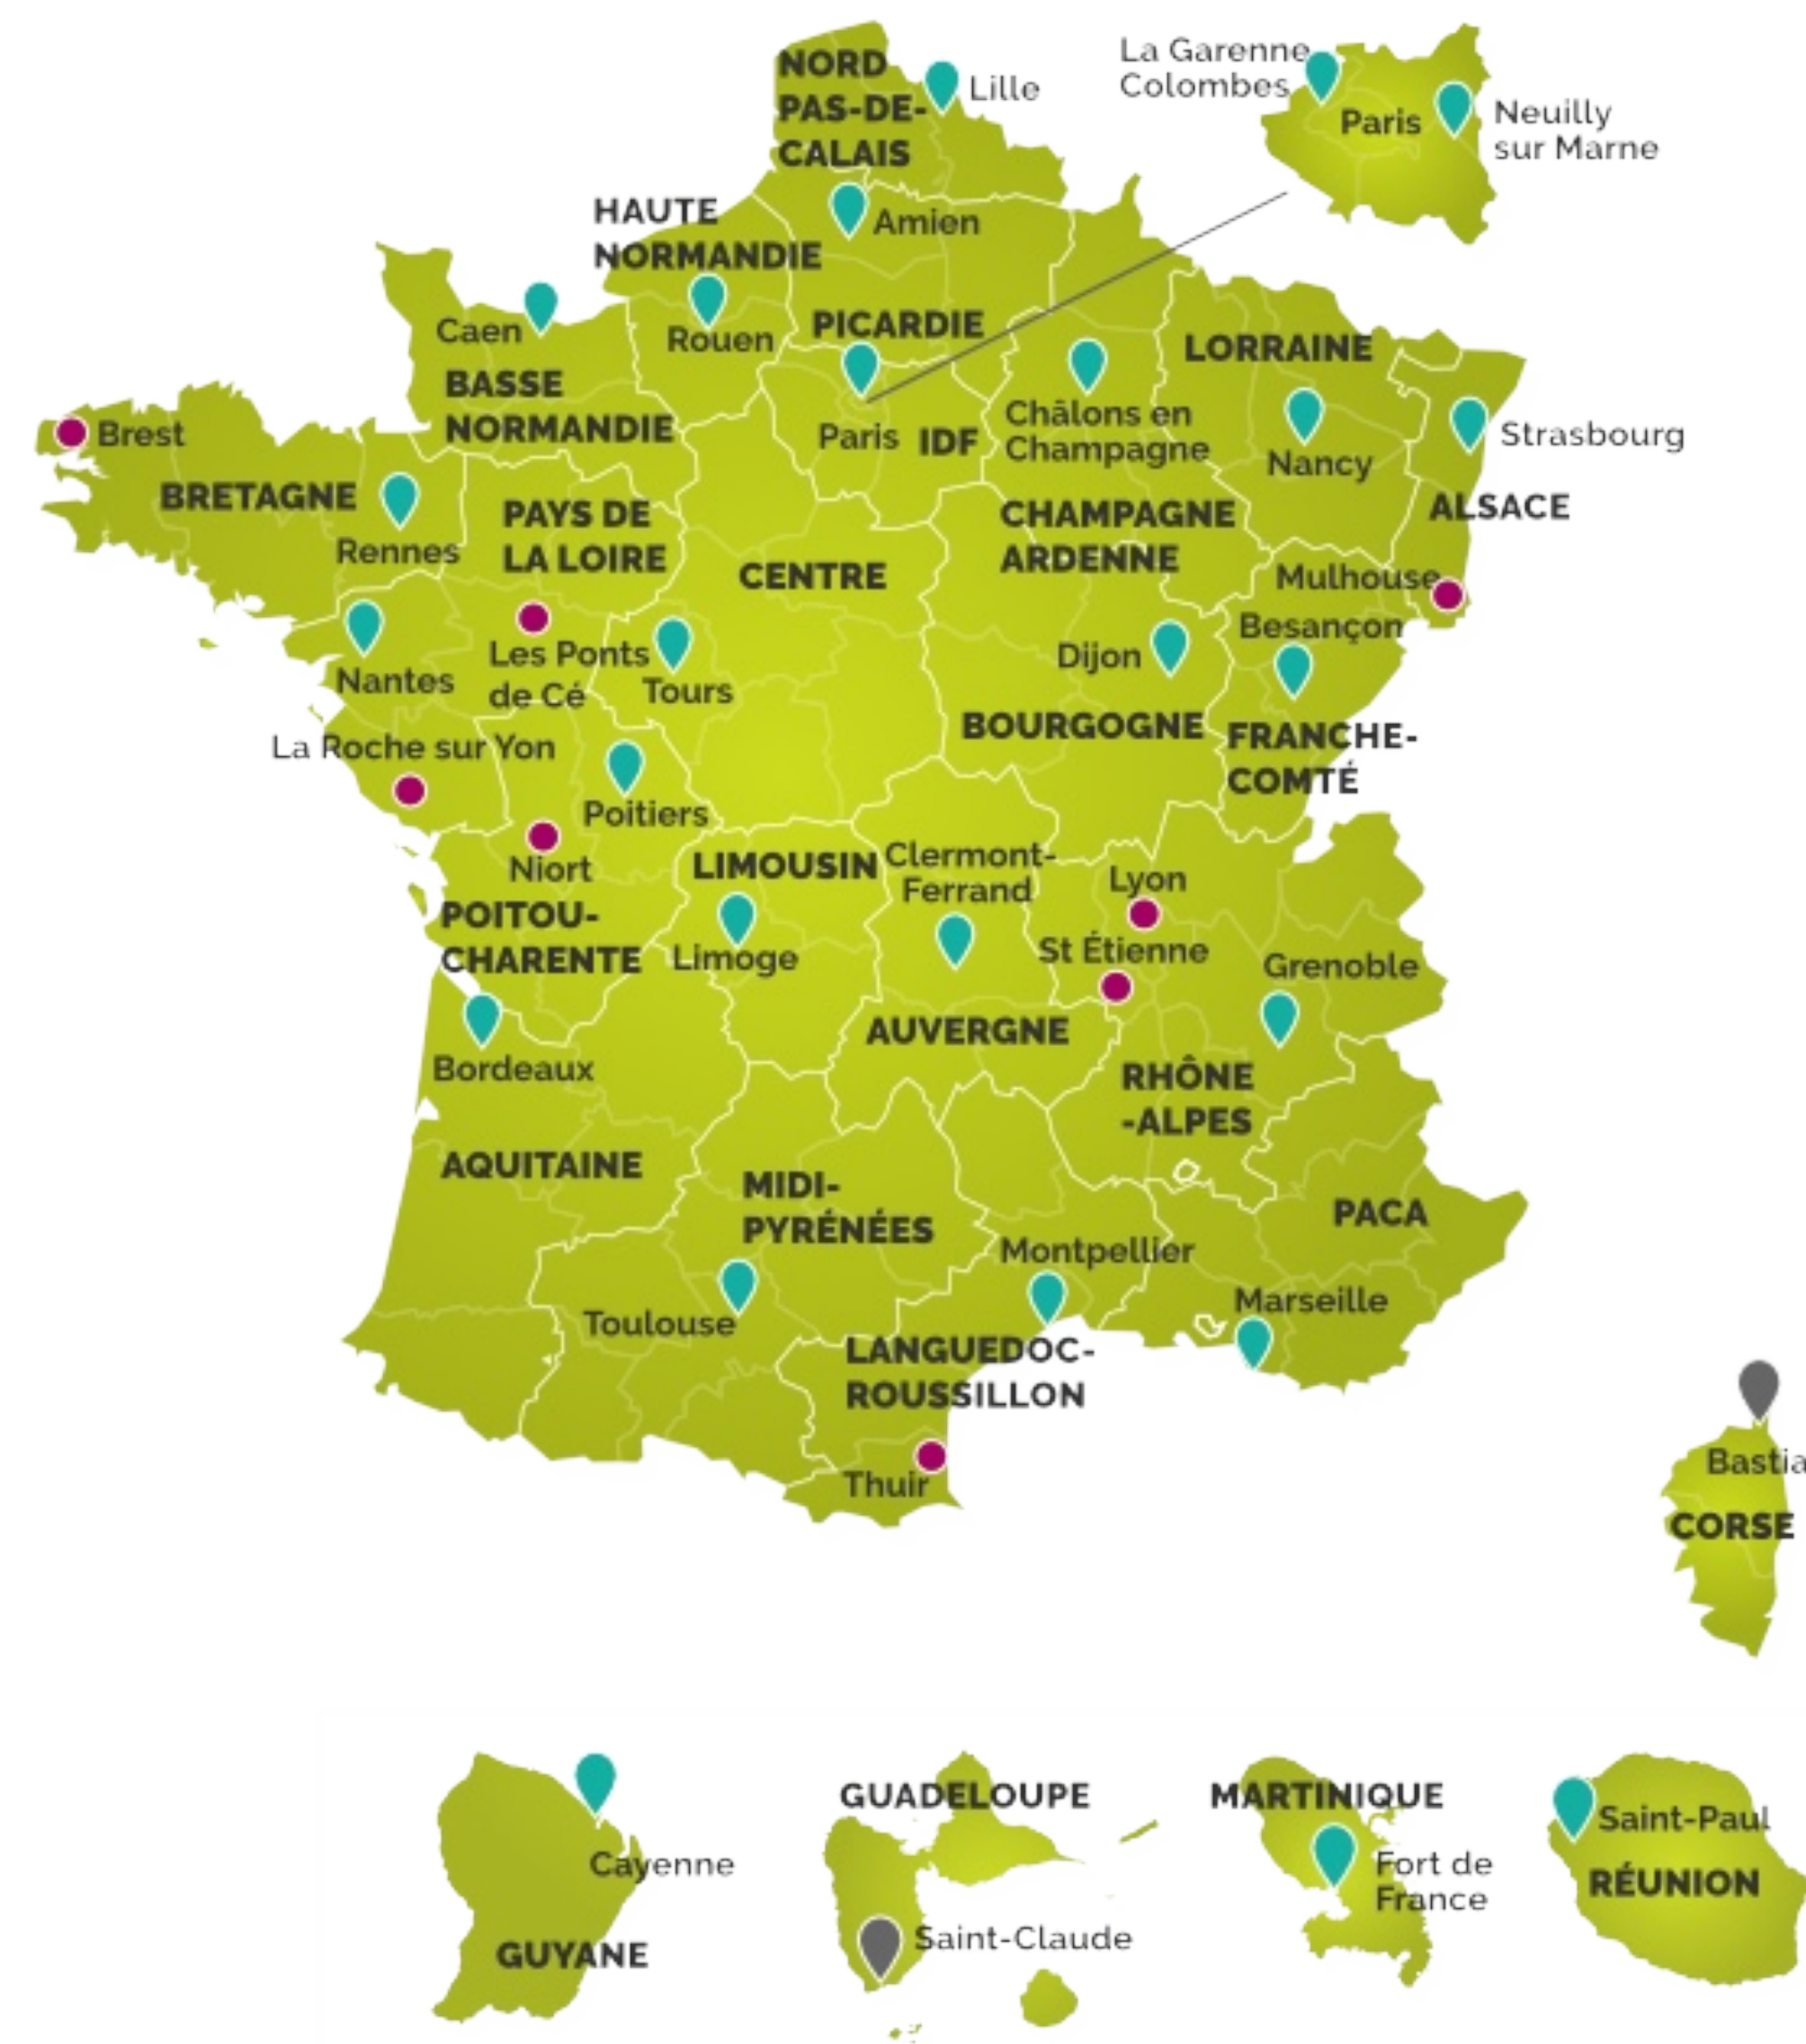 NORD
PAS-DE-
CALAIS
Lille
La Garenne
Colombes
Paris
Neuilly
sur Marne
HAUTE
NORMANDIE
Amien
Caen
Rouen
PICARDIE
LORRAINE
BASSE
NORMANDIE
Paris
IDF
Châlons en
Champagne
Nancy
Strasbourg
Brest
BRETAGNE
Rennes
PAYS DE
LA LOIRE
CENTRE
CHAMPAGNE
ARDENNE
ALSACE
Mulhouse
Besançon
Nantes
Les Ponts
de Cé
Tours
Dijon
BOURGOGNE
FRANCHE-
COMTÉ
La Roche sur Yon
Poitiers
Niort
LIMOUSIN
Clermont-
Ferrand
Lyon
POITOU-
CHARENTE
Limoge
St Étienne
Grenoble
Bordeaux
AUVERGNE
RHÔNE
-ALPES
AQUITAINE
MIDI-
PYRÉNÉES
PACA
Montpellier
Marseille
Toulouse
LANGUEDOC-
ROUSSILLON
Thuir
Bastia
CORSE
Cayenne
GUYANE
GUADELOUPE
Saint-Claude
MARTINIQUE
Fort de
France
Saint-Paul
RÉUNION